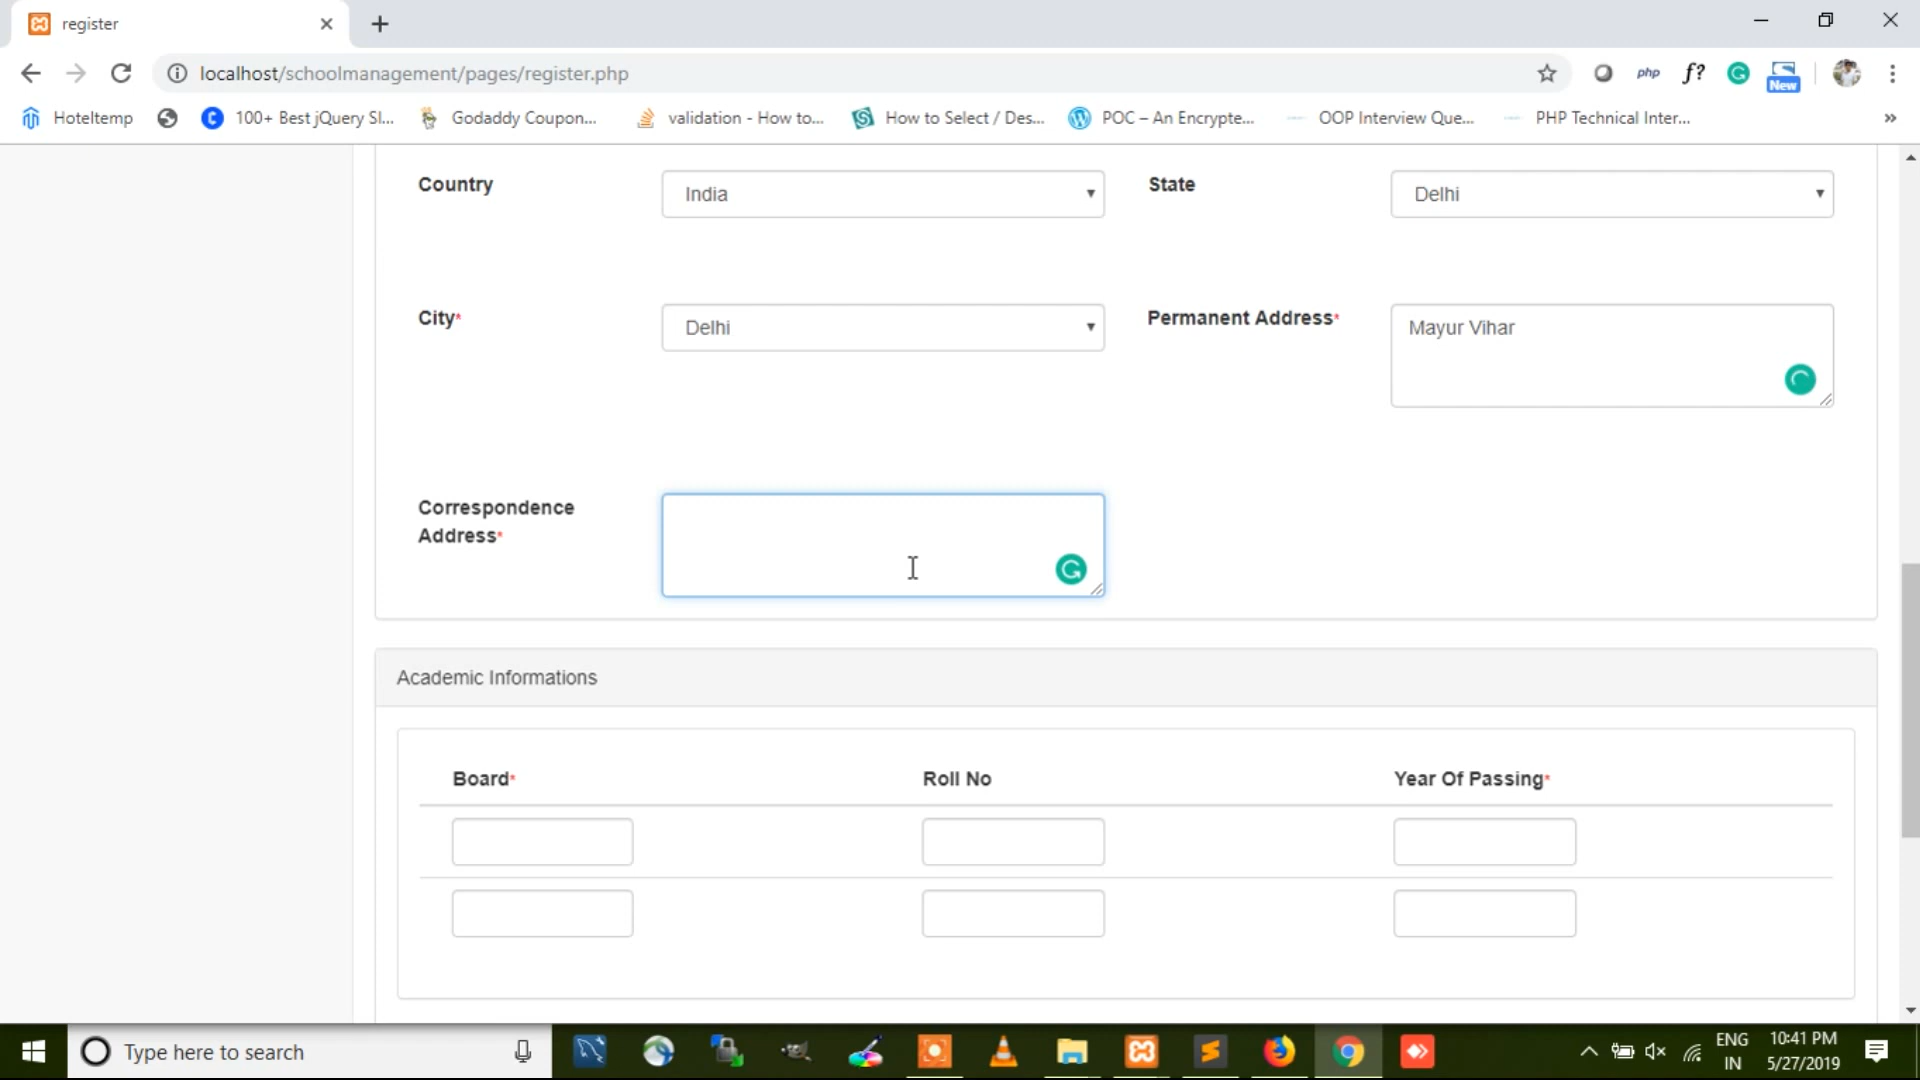 register
localhost/schoolmanagement/pages/register.php
php
f?
New
Hoteltemp
100+ Best jQuery Sl...
Godaddy Coupon...
validation - How to...
How to Select / Des...
POC – An Encrypte...
OOP Interview Que...
PHP Technical Inter...
»
Country
India
State
Delhi
City*
Delhi
Permanent Address*
Mayur Vihar
Correspondence
Address*
Academic Informations
Board*
Roll No
Year Of Passing*
Type here to search
ENG
IN
10:41 PM
5/27/2019